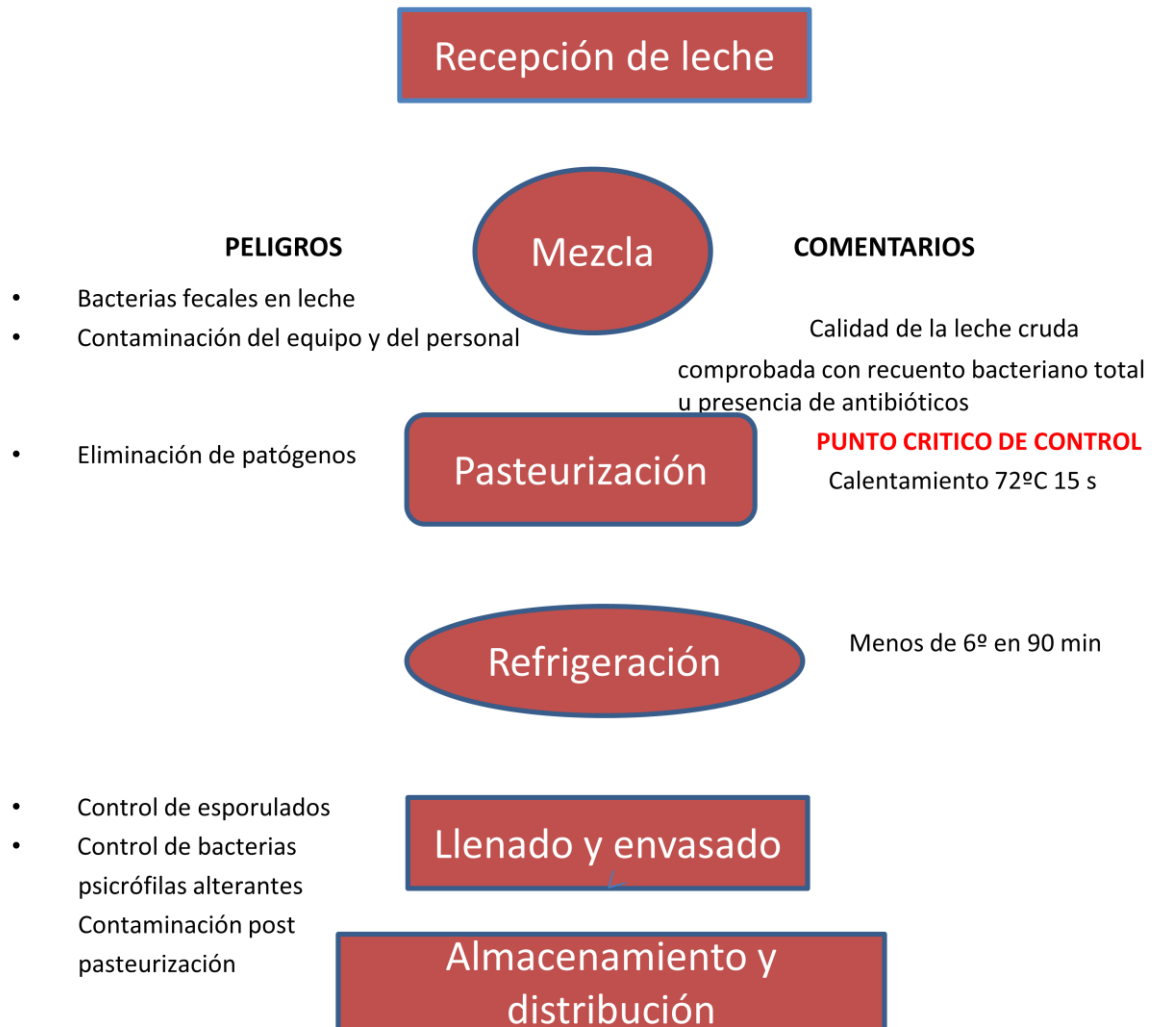 Recepción de leche
Mezcla
PELIGROS
COMENTARIOS
• Bacterias fecales en leche
• Contaminación del equipo y del personal
Calidad de la leche cruda
comprobada con recuento bacteriano total
u presencia de antibióticos
• Eliminación de patógenos
Pasteurización
PUNTO CRITICO DE CONTROL
Calentamiento 72ºC 15 s
Refrigeración
Menos de 6º en 90 min
• Control de esporulados
• Control de bacterias
psicrófilas alterantes
Contaminación post
pasteurización
Llenado y envasado
Almacenamiento y
distribución